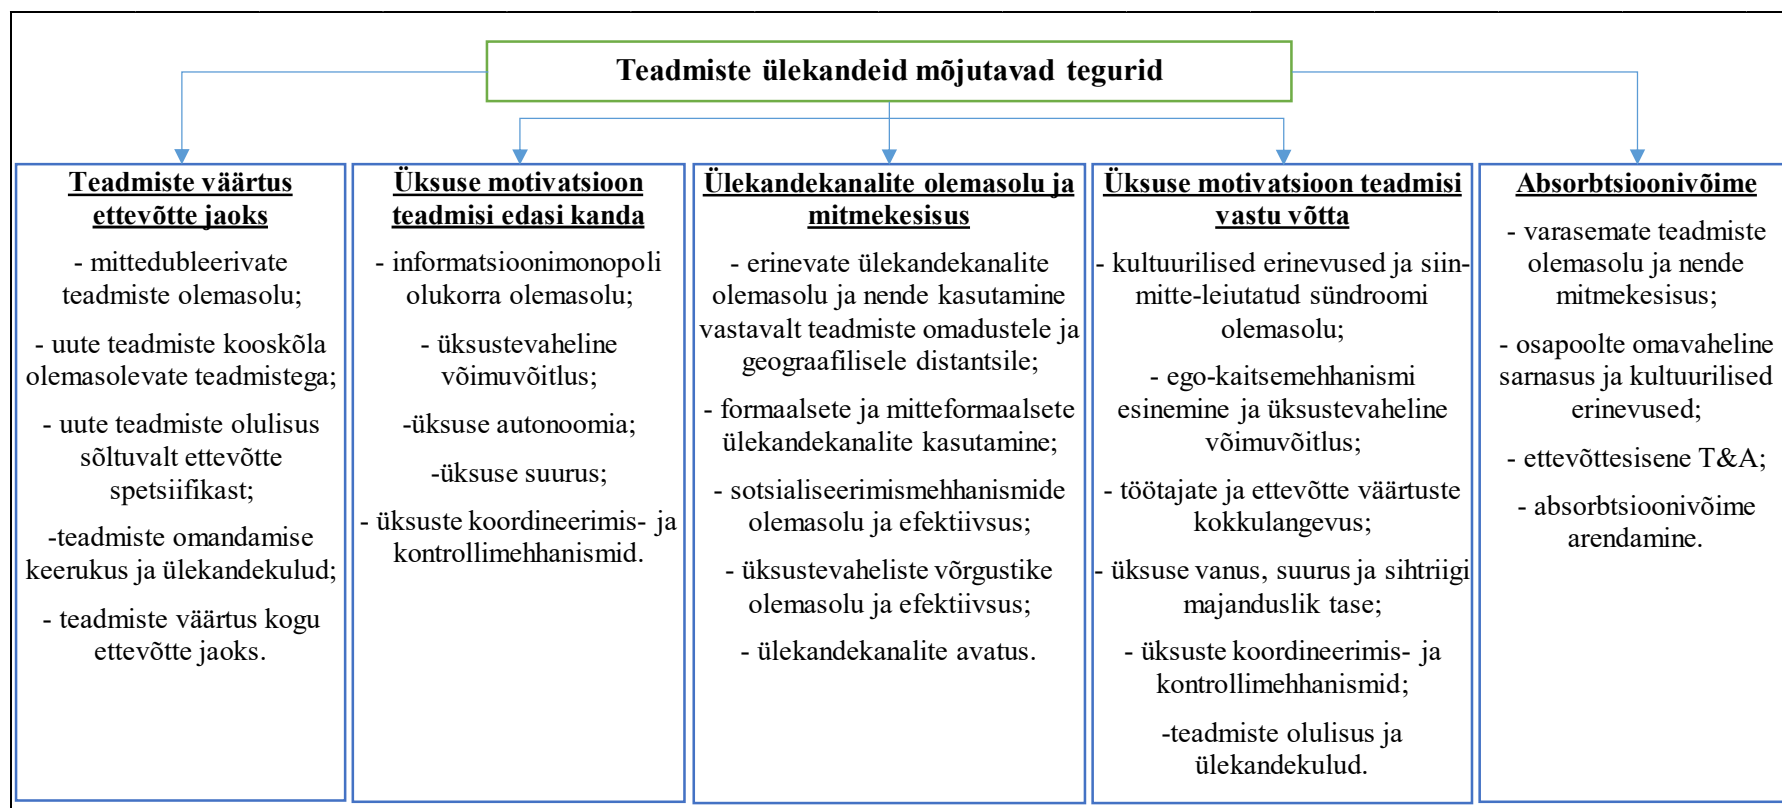 Teadmiste ülekandeid mõjutavad tegurid
Teadmiste väärtus
ettevõtte jaoks
- mittedubleerivate
teadmiste olemasolu;
- uute teadmiste kooskõla
olemasolevate teadmistega;
- uute teadmiste olulisus
sõltuvalt ettevõtte
spetsiifikast;
-teadmiste omandamise
keerukus ja ülekandekulud;
- teadmiste väärtus kogu
ettevõtte jaoks.
Üksuse motivatsioon
teadmisi edasi kanda
- informatsioonimonopoli
olukorra olemasolu;
- üksustevaheline
võimuvõitlus;
-üksuse autonoomia;
-üksuse suurus;
- üksuste koordineerimis- ja
kontrollimehhanismid.
Ülekandekanalite olemasolu ja
mitmekesisus
- erinevate ülekandekanalite
olemasolu ja nende kasutamine
vastavalt teadmiste omadustele ja
geograafilisele distantsile;
- formaalsete ja mitteformaalsete
ülekandekanalite kasutamine;
- sotsialiseerimismehhanismide
olemasolu ja efektiivsus;
- üksustevaheliste võrgustike
olemasolu ja efektiivsus;
- ülekandekanalite avatus.
Üksuse motivatsioon teadmisi
vastu võtta
- kultuurilised erinevused ja siin-
mitte-leiutatud sündroomi
olemasolu;
- ego-kaitsemehhanismi
esinemine ja üksustevaheline
võimuvõitlus;
- töötajate ja ettevõtte väärtuste
kokkulangevus;
- üksuse vanus, suurus ja sihtriigi
majanduslik tase;
- üksuste koordineerimis- ja
kontrollimehhanismid;
-teadmiste olulisus ja
ülekandekulud.
Absorbtsioonivõime
- varasemate teadmiste
olemasolu ja nende
mitmekesisus;
- osapoolte omavaheline
sarnasus ja kultuurilised
erinevused;
- ettevõttesisene T&A;
- absorbtsioonivõime
arendamine.